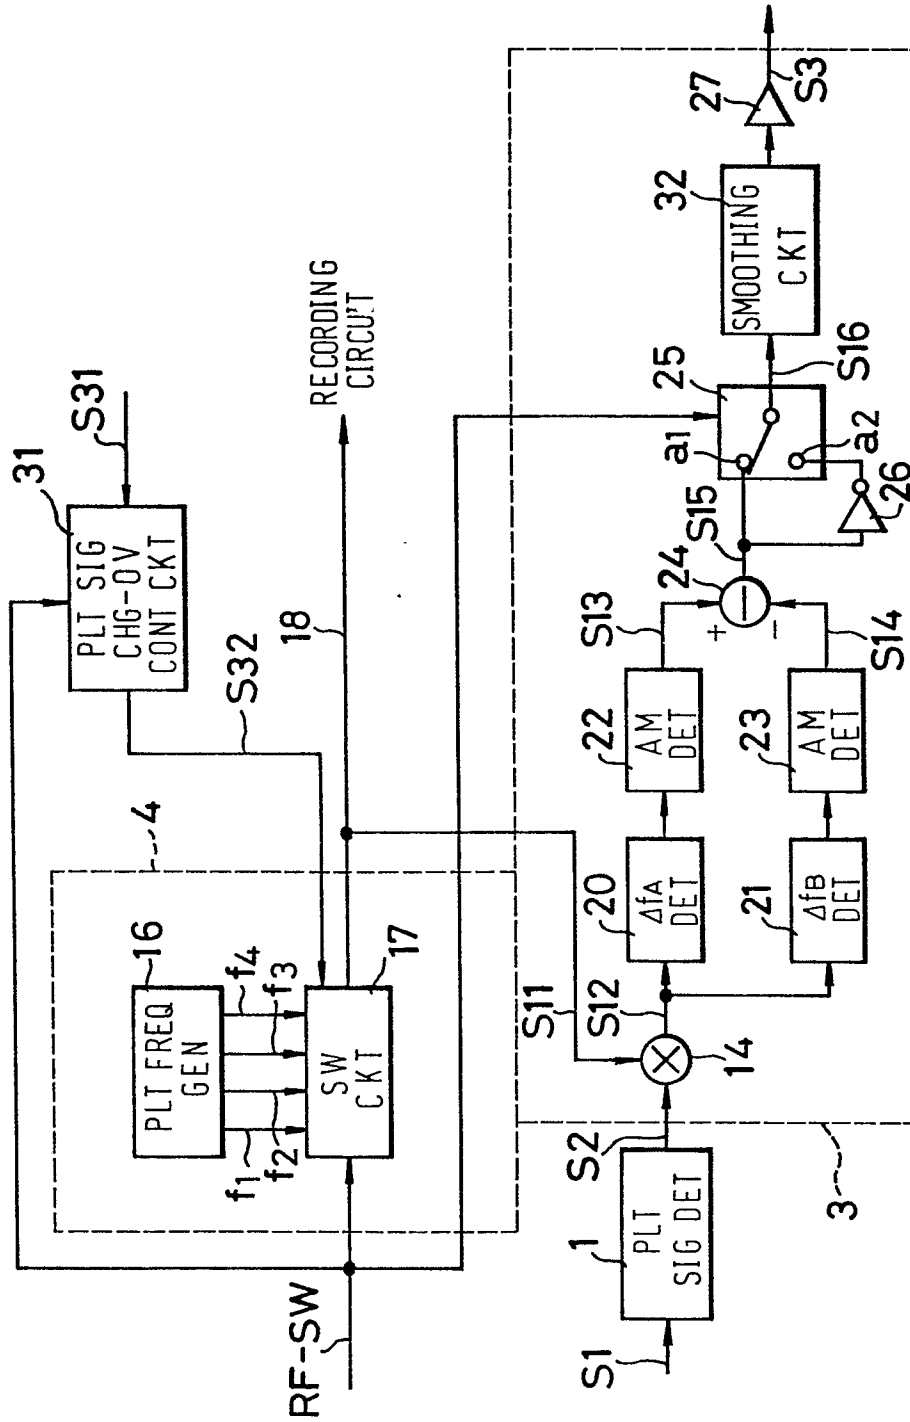 31
S31
PLT SIG
CHG-OV
CONT CKT
S32
4
16
PLT FREQ
GEN
f1
f2
f3
f4
17
SW
CKT
RF-SW
18
RECORDING
CIRCUIT
S11
3
S1
1
PLT
SIG DET
S2
14
S12
20
ΔfA
DET
21
ΔfB
DET
22
AM
DET
23
AM
DET
S13
S14
+
−
24
S15
25
a1
a2
26
S16
32
SMOOTHING
CKT
27
S3